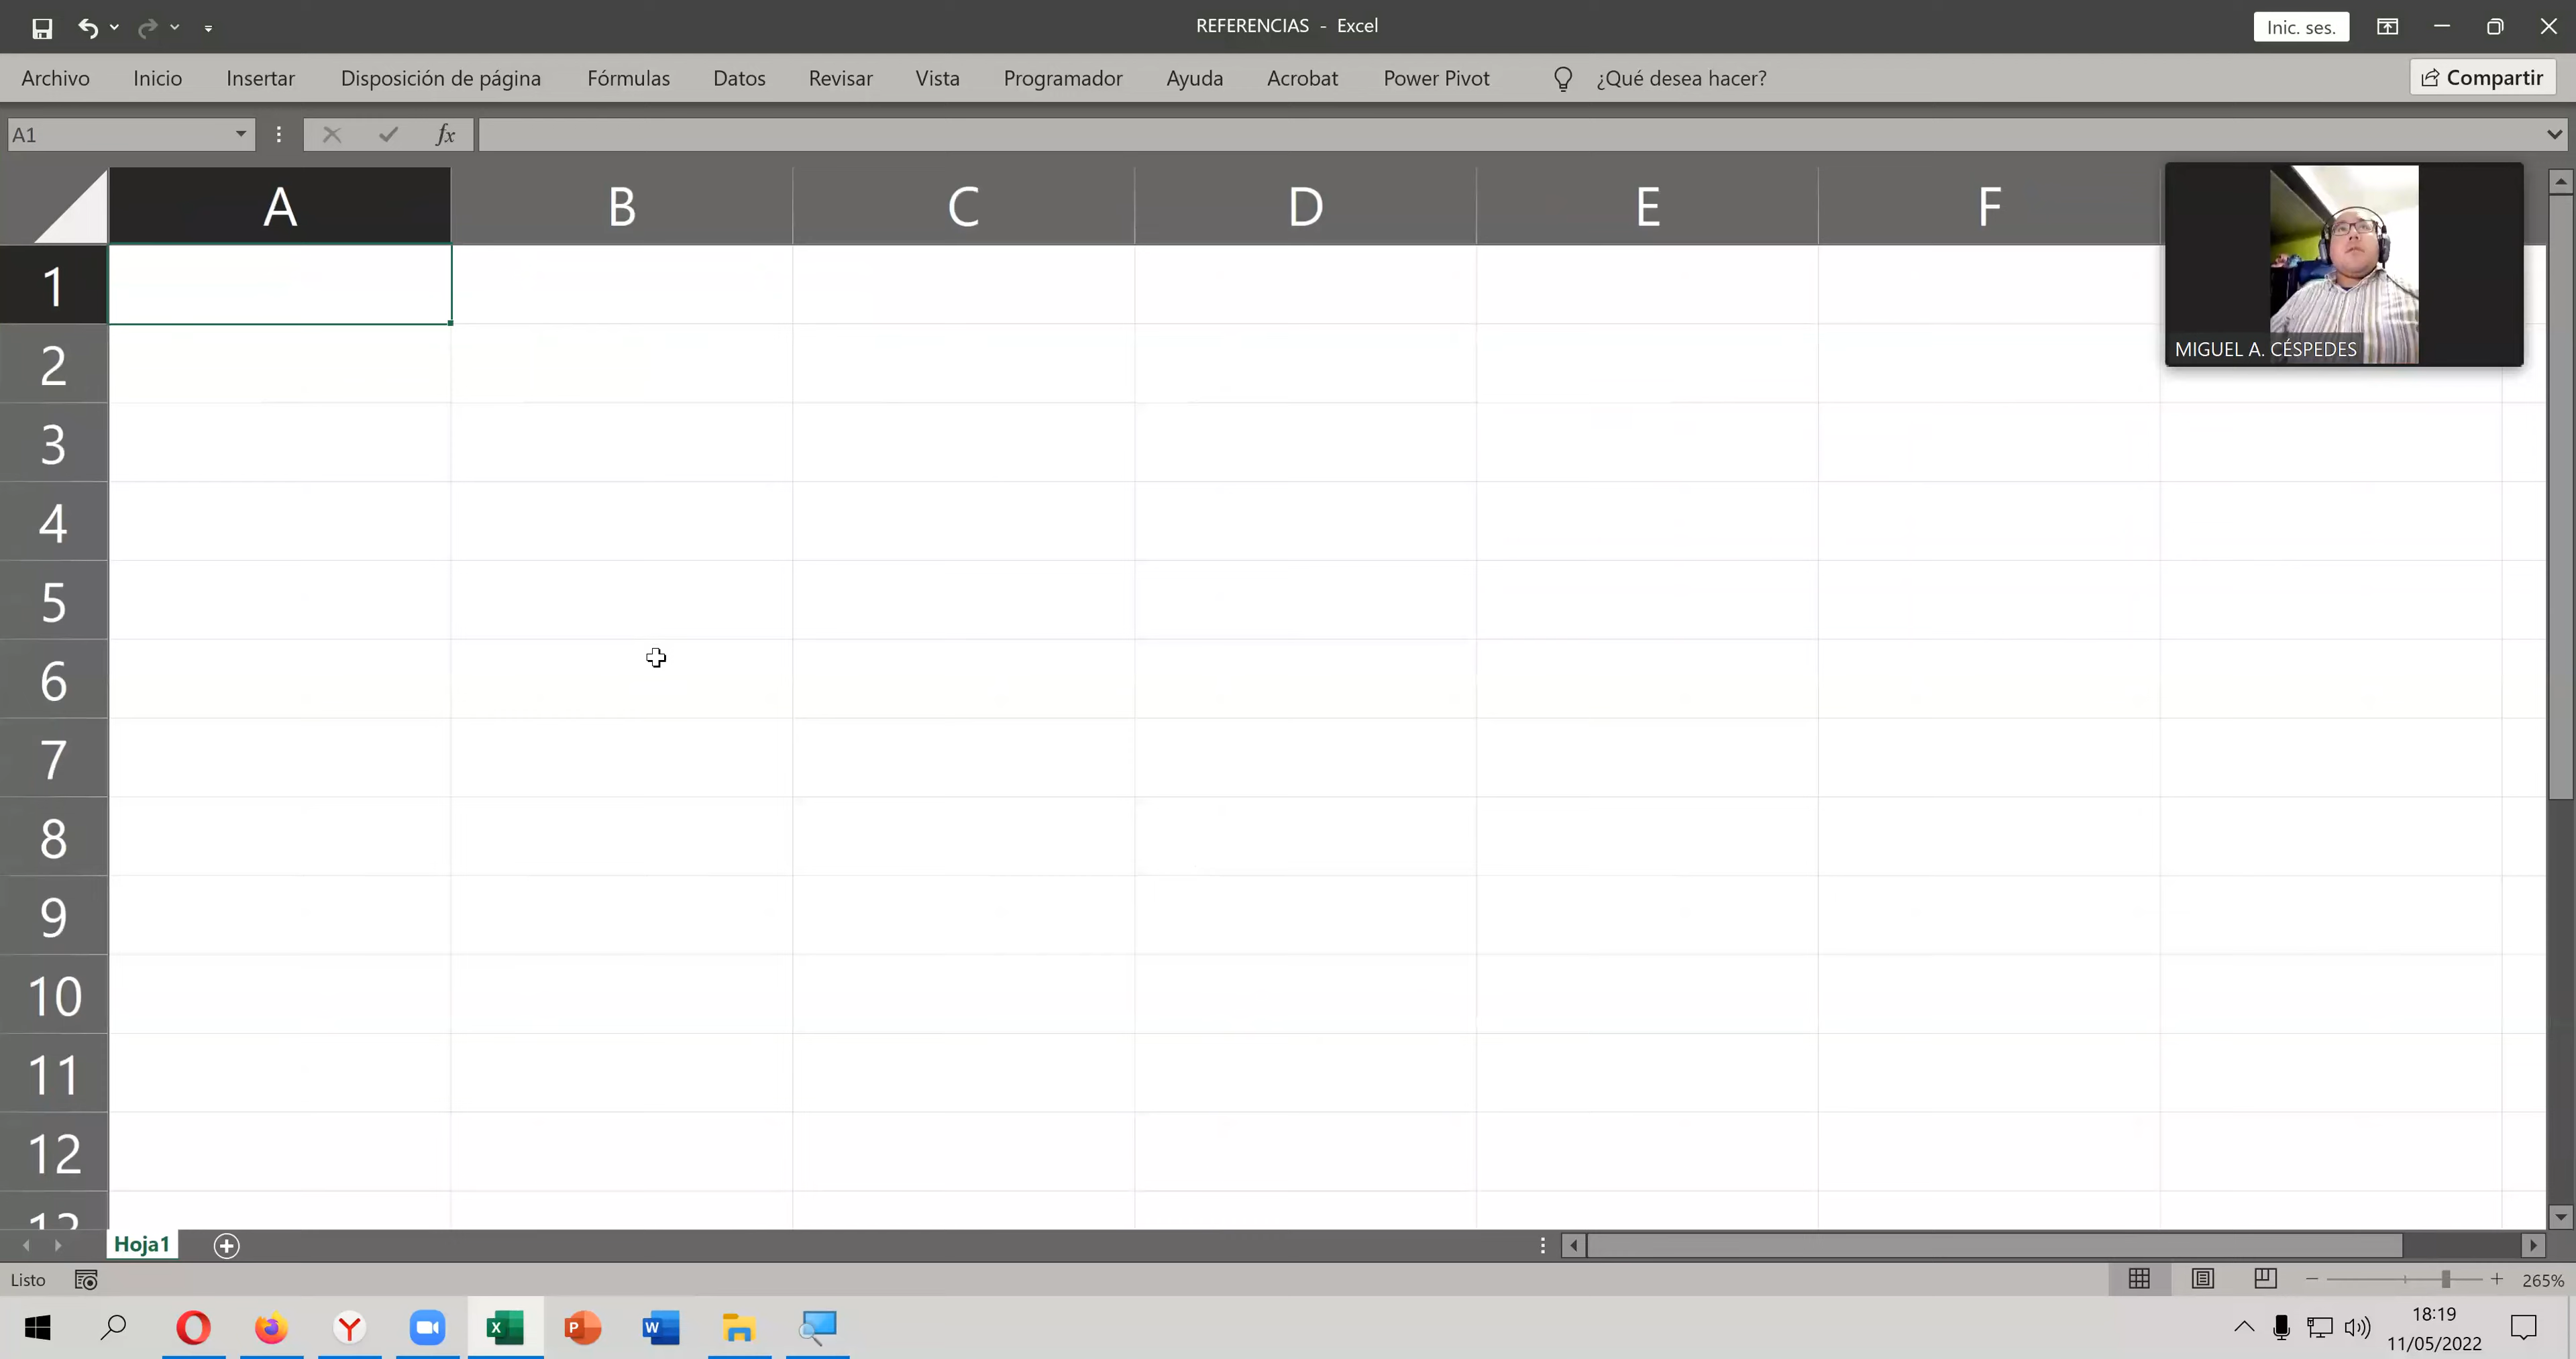 REFERENCIAS - Excel
Inic. ses.
Archivo Inicio Insertar Disposición de página Fórmulas Datos Revisar Vista Programador Ayuda Acrobat Power Pivot ¿Qué desea hacer? Compartir
A1 fx
A B C D E F
1
2
3
4
5
6
7
8
9
10
11
12
13
MIGUEL A. CÉSPEDES
Hoja1
Listo
265%
18:19
11/05/2022